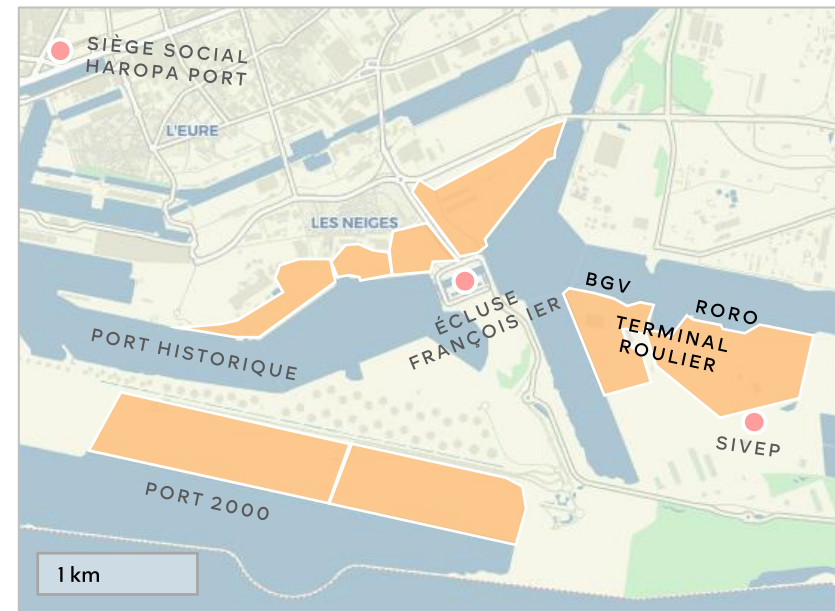 SIÈGE SOCIAL
HAROPA PORT
L'EURE
LES NEIGES
BGV
RORO
ÉCLUSE
FRANÇOIS IER
TERMINAL
ROULIER
PORT HISTORIQUE
SIVEP
PORT 2000
1 km